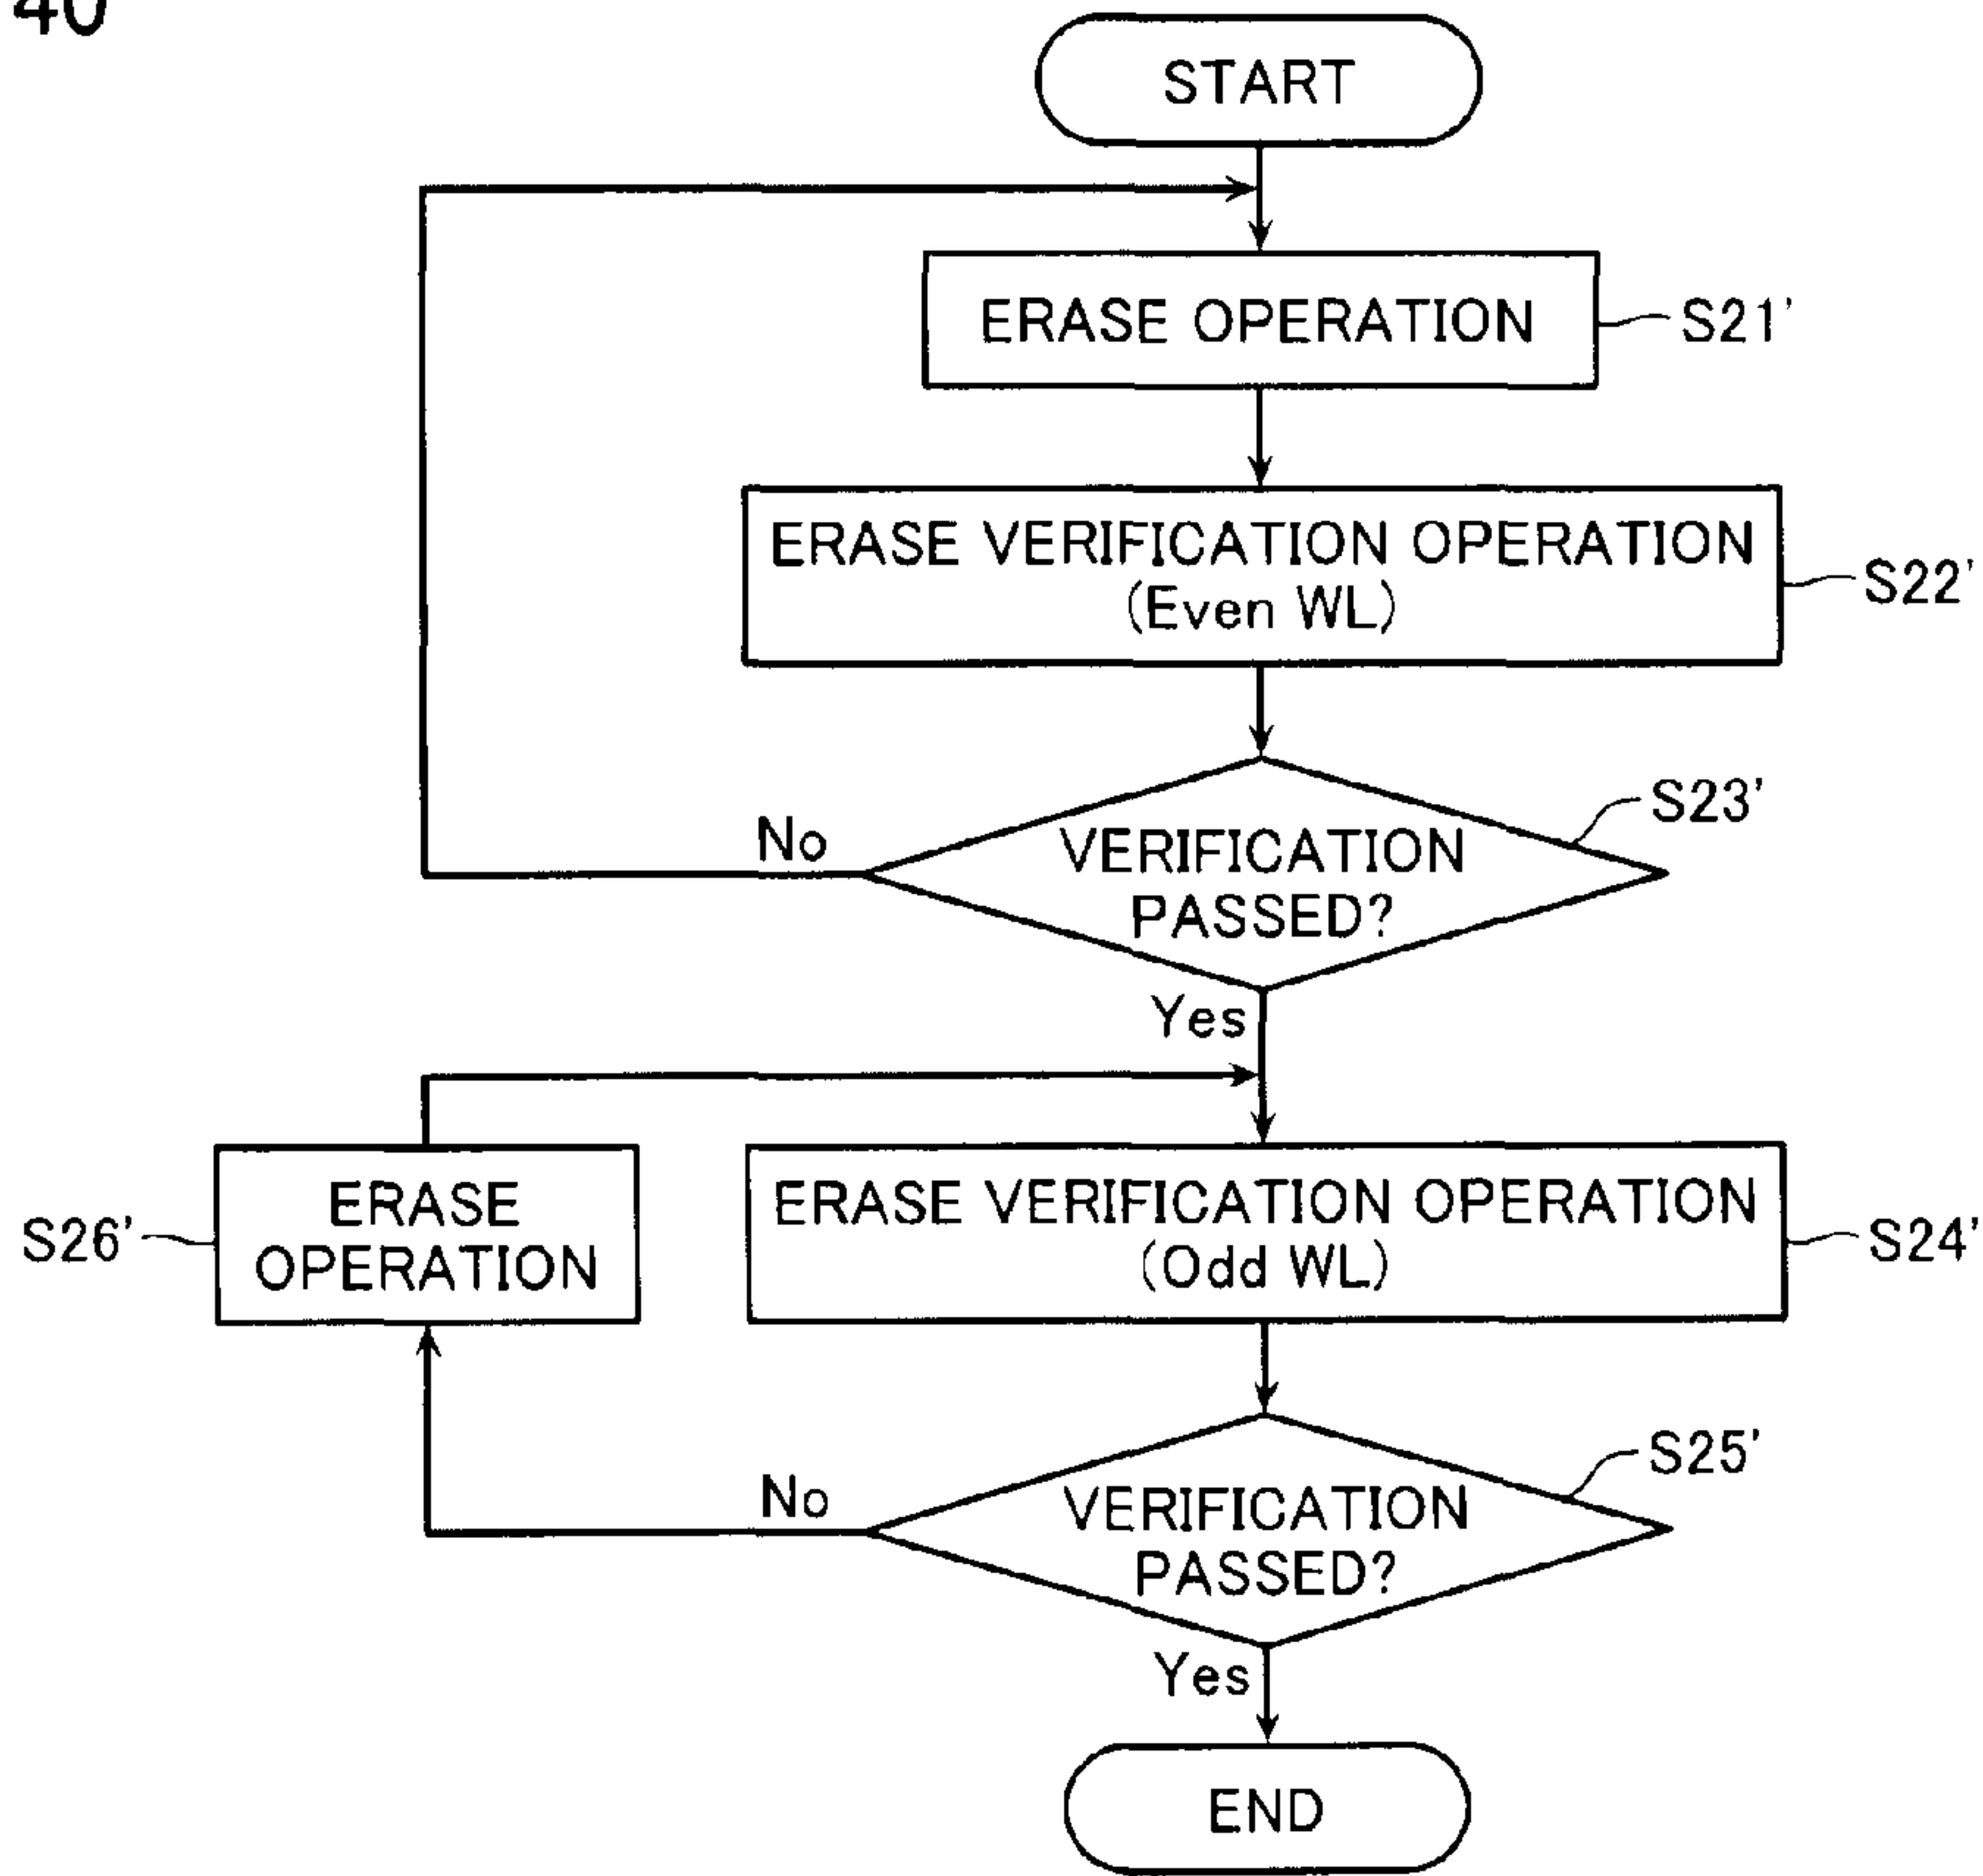 40
START
ERASE OPERATION
S21'
ERASE VERIFICATION OPERATION
(Even WL)
S22'
S23'
No
VERIFICATION
PASSED?
Yes
ERASE
OPERATION
S26'
ERASE VERIFICATION OPERATION
(Odd WL)
S24'
S25'
No
VERIFICATION
PASSED?
Yes
END